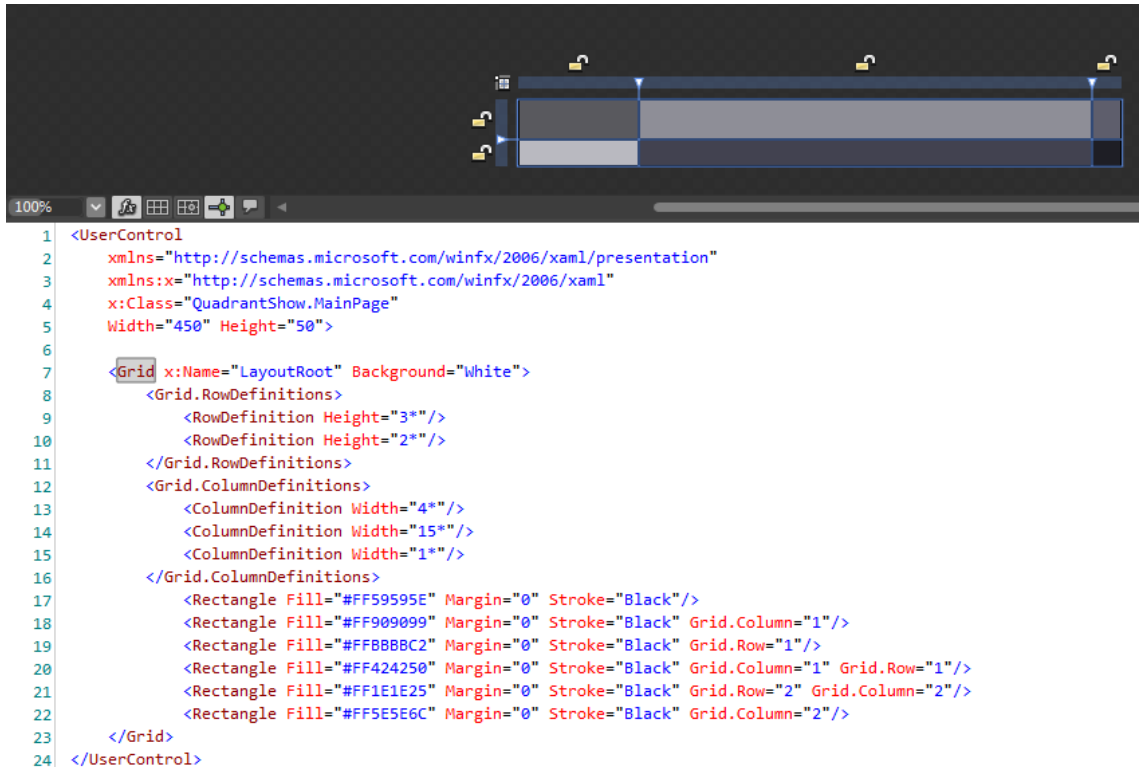 100%
fx
1 <UserControl
2 xmlns="http://schemas.microsoft.com/winfx/2006/xaml/presentation"
3 xmlns:x="http://schemas.microsoft.com/winfx/2006/xaml"
4 x:Class="QuadrantShow.MainPage"
5 Width="450" Height="50">
6
7 <Grid x:Name="LayoutRoot" Background="White">
8 <Grid.RowDefinitions>
9 <RowDefinition Height="3*"/>
10 <RowDefinition Height="2*"/>
11 </Grid.RowDefinitions>
12 <Grid.ColumnDefinitions>
13 <ColumnDefinition Width="4*"/>
14 <ColumnDefinition Width="15*"/>
15 <ColumnDefinition Width="1*"/>
16 </Grid.ColumnDefinitions>
17 <Rectangle Fill="#FF59595E" Margin="0" Stroke="Black"/>
18 <Rectangle Fill="#FF909099" Margin="0" Stroke="Black" Grid.Column="1"/>
19 <Rectangle Fill="#FFBBBBC2" Margin="0" Stroke="Black" Grid.Row="1"/>
20 <Rectangle Fill="#FF424250" Margin="0" Stroke="Black" Grid.Column="1" Grid.Row="1"/>
21 <Rectangle Fill="#FF1E1E25" Margin="0" Stroke="Black" Grid.Row="2" Grid.Column="2"/>
22 <Rectangle Fill="#FF5E5E6C" Margin="0" Stroke="Black" Grid.Column="2"/>
23 </Grid>
24 </UserControl>